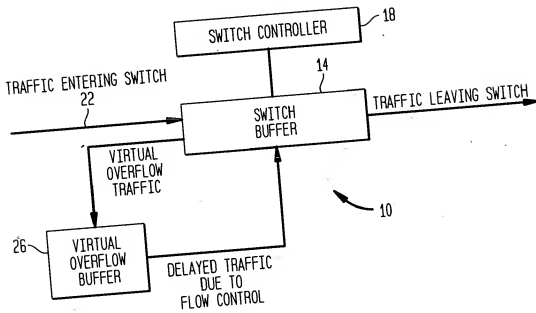 SWITCH CONTROLLER
18
TRAFFIC ENTERING SWITCH
22
14
SWITCH
BUFFER
TRAFFIC LEAVING SWITCH
VIRTUAL
OVERFLOW
TRAFFIC
10
26
VIRTUAL
OVERFLOW
BUFFER
DELAYED TRAFFIC
DUE TO
FLOW CONTROL